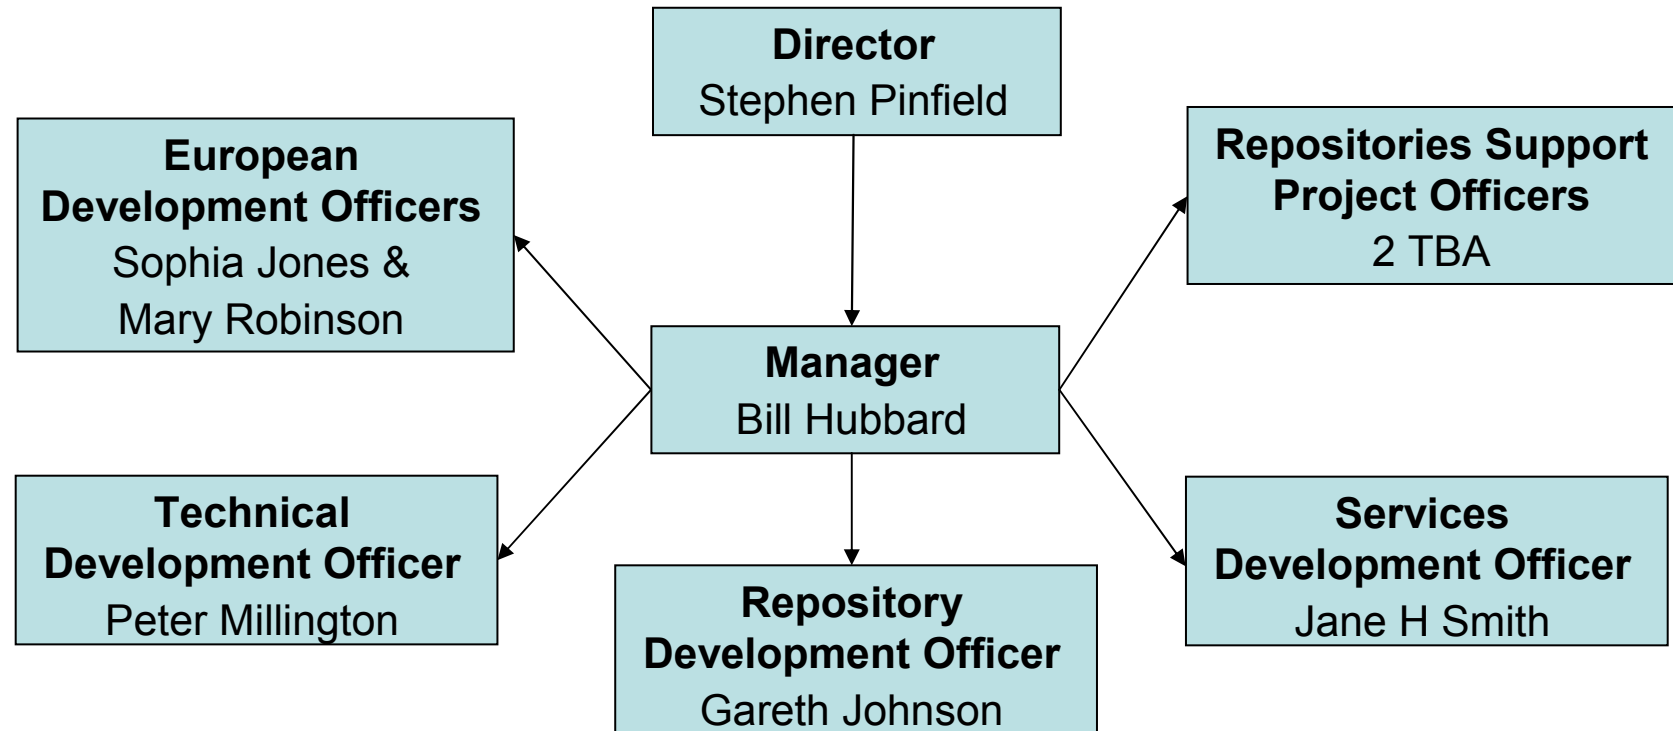 Director
Stephen Pinfield
European
Development Officers
Sophia Jones &
Mary Robinson
Repositories Support
Project Officers
2 TBA
Manager
Bill Hubbard
Technical
Development Officer
Peter Millington
Repository
Development Officer
Gareth Johnson
Services
Development Officer
Jane H Smith